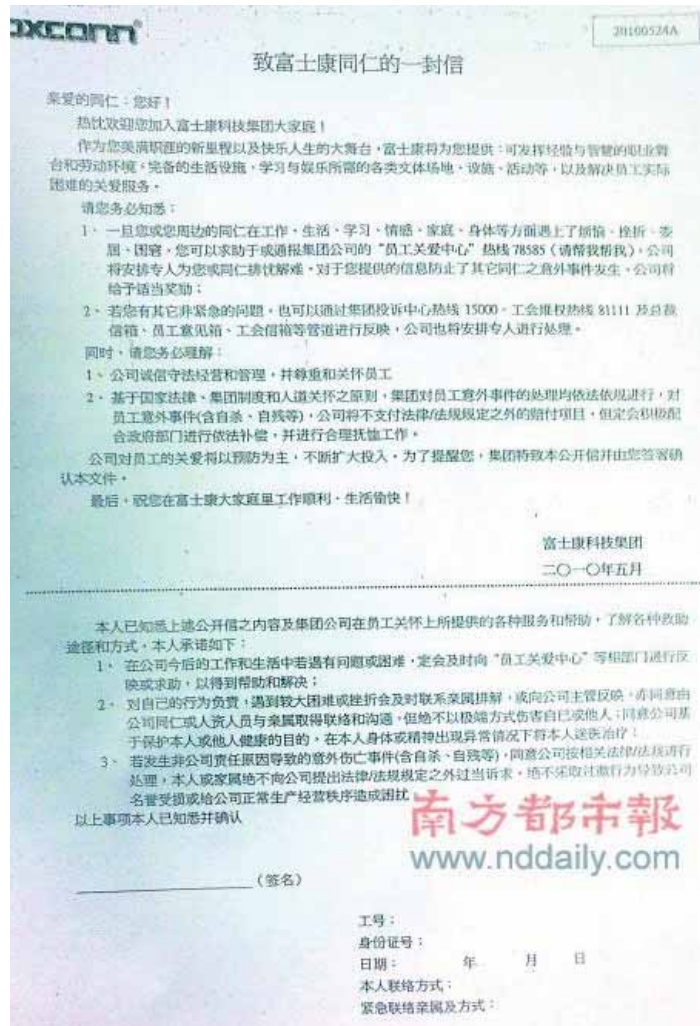 OXCONN®
20100524A
致富士康同仁的一封信
亲爱的同仁：您好！
热忱欢迎您加入富士康科技集团大家庭！
作为您美满职涯的新里程以及快乐人生的大舞台，富士康将为您提供：可发挥经验与智慧的职业舞
台和劳动环境，完备的生活设施，学习与娱乐所需的各类文体场地、设施、活动等，以及解决员工实际
困难的关爱服务。
请您务必知悉：
1、一旦您或您周边的同仁在工作、生活、学习、情感、家庭、身体等方面遇上了烦恼、挫折、委
屈、困窘，您可以求助于或通报集团公司的“员工关爱中心”热线 78585（请帮我帮我），公司
将安排专人为您或同仁排忧解难，对于您提供的信息防止了其它同仁之意外事件发生，公司将
给予适当奖励；
2、若您有其它非紧急的问题，也可以通过集团投诉中心热线 15000、工会维权热线 81111 及总裁
信箱、员工意见箱、工会信箱等管道进行反映，公司也将安排专人进行处理。
同时，请您务必理解：
1、公司诚信守法经营和管理，并尊重和关怀员工
2、基于国家法律、集团制度和人道关怀之原则，集团对员工意外事件的处理均依法依规进行，对
员工意外事件(含自杀、自残等)，公司将不支付法律/法规规定之外的赔付项目，但定会积极配
合政府部门进行依法补偿，并进行合理抚恤工作。
公司对员工的关爱将以预防为主，不断扩大投入。为了提醒您，集团特致本公开信并由您签署确
认本文件。
最后，祝您在富士康大家庭里工作顺利，生活愉快！
富士康科技集团
二〇一〇年五月
本人已知悉上述公开信之内容及集团公司在员工关怀上所提供的各种服务和帮助，了解各种救助
途径和方式，本人承诺如下：
1、在公司今后的工作和生活中若遇有问题或困难，定会及时向“员工关爱中心”等相部门进行反
映或求助，以得到帮助和解决；
2、对自己的行为负责，遇到较大困难或挫折会及时联系亲属排解，或向公司主管反映，亦同意由
公司同仁或人资人员与亲属取得联络和沟通，但绝不以极端方式伤害自己或他人；同意公司基
于保护本人或他人健康的目的，在本人身体或精神出现异常情况下将本人送医治疗；
3、若发生非公司责任原因导致的意外伤亡事件(含自杀、自残等)，同意公司按相关法律/法规进行
处理，本人或家属绝不向公司提出法律/法规规定之外过当诉求，绝不采取过激行为导致公司
名誉受损或给公司正常生产经营秩序造成困扰
以上事项本人已知悉并确认
南方都市报
www.nddaily.com
（签名）
工号：
身份证号：
日期： 年 月 日
本人联络方式：
紧急联络亲属及方式：